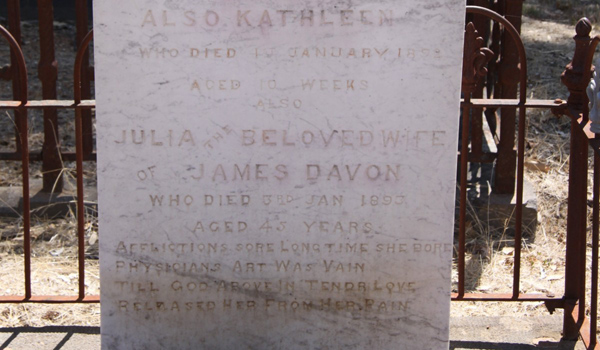 ALSO KATHLEEN
WHO DIED JANUARY
AGED 10 WEEKS
ALSO
JULIA THE BELOVED WIFE
OF JAMES DAVON
WHO DIED 3RD JAN
AGED 45 YEARS
AFFLICTIONS SORE LONG TIME SHE BORE
PHYSICIANS ART WAS VAIN
TILL GOD ABOVE IN TENDR LOVE
RELEASED HER FROM HER PAIN